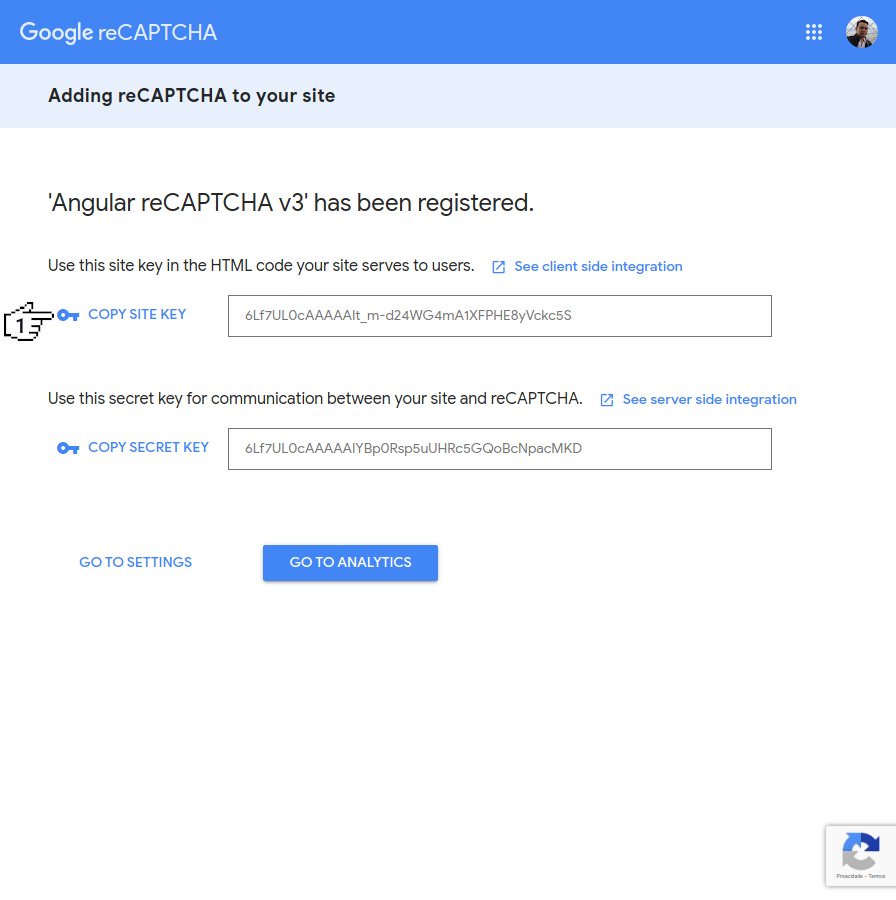 Google reCAPTCHA
Adding reCAPTCHA to your site
'Angular reCAPTCHA v3' has been registered.
Use this site key in the HTML code your site serves to users. See client side integration
1 COPY SITE KEY 6Lf7UL0cAAAAAIt_m-d24WG4mA1XFPHE8yVckc5S
Use this secret key for communication between your site and reCAPTCHA. See server side integration
COPY SECRET KEY 6Lf7UL0cAAAAAIYBp0Rsp5uUHRc5GQoBcNpacMKD
GO TO SETTINGS GO TO ANALYTICS
Privacidade - Termos